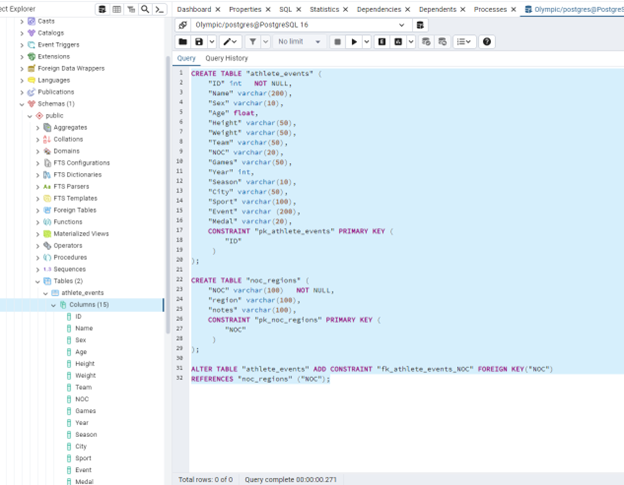 ect Explorer
Dashboard Properties SQL Statistics Dependencies Dependents Processes Olympic/postgres@PostgreS
Olympic/postgres@PostgreSQL 16
No limit
Query Query History
Casts
Catalogs
Event Triggers
Extensions
Foreign Data Wrappers
Languages
Publications
Schemas (1)
public
Aggregates
Collations
Domains
FTS Configurations
FTS Dictionaries
FTS Parsers
FTS Templates
Foreign Tables
Functions
Materialized Views
Operators
Procedures
Sequences
Tables (2)
athlete_events
Columns (15)
ID
Name
Sex
Age
Height
Weight
Team
NOC
Games
Year
Season
City
Sport
Event
Medal
1 CREATE TABLE "athlete_events" (
2 "ID" int NOT NULL,
3 "Name" varchar(200),
4 "Sex" varchar(10),
5 "Age" float,
6 "Height" varchar(50),
7 "Weight" varchar(50),
8 "Team" varchar(50),
9 "NOC" varchar(20),
10 "Games" varchar(50),
11 "Year" int,
12 "Season" varchar(10),
13 "City" varchar(50),
14 "Sport" varchar(100),
15 "Event" varchar (200),
16 "Medal" varchar(20),
17 CONSTRAINT "pk_athlete_events" PRIMARY KEY (
18 "ID"
19 )
20 );
21
22 CREATE TABLE "noc_regions" (
23 "NOC" varchar(100) NOT NULL,
24 "region" varchar(100),
25 "notes" varchar(100),
26 CONSTRAINT "pk_noc_regions" PRIMARY KEY (
27 "NOC"
28 )
29 );
30
31 ALTER TABLE "athlete_events" ADD CONSTRAINT "fk_athlete_events_NOC" FOREIGN KEY("NOC")
32 REFERENCES "noc_regions" ("NOC");
Total rows: 0 of 0 Query complete 00:00:00.271